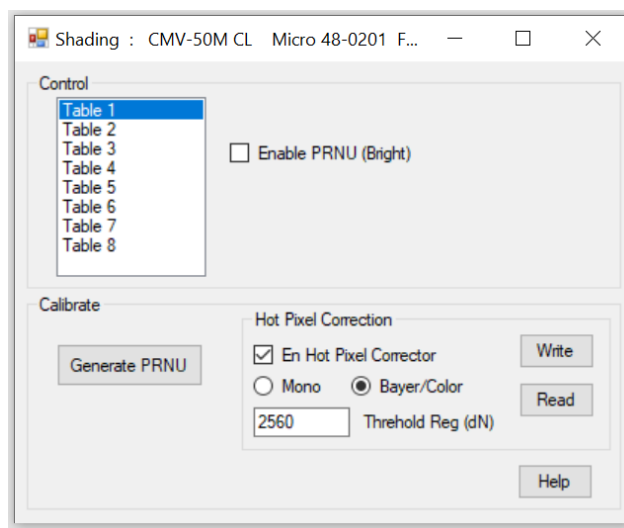 Shading : CMV-50M CL Micro 48-0201 F...
Control
Table 1
Table 2
Table 3
Table 4
Table 5
Table 6
Table 7
Table 8
Enable PRNU (Bright)
Calibrate
Generate PRNU
Hot Pixel Correction
En Hot Pixel Corrector
Write
Mono Bayer/Color
Read
2560 Threhold Reg (dN)
Help